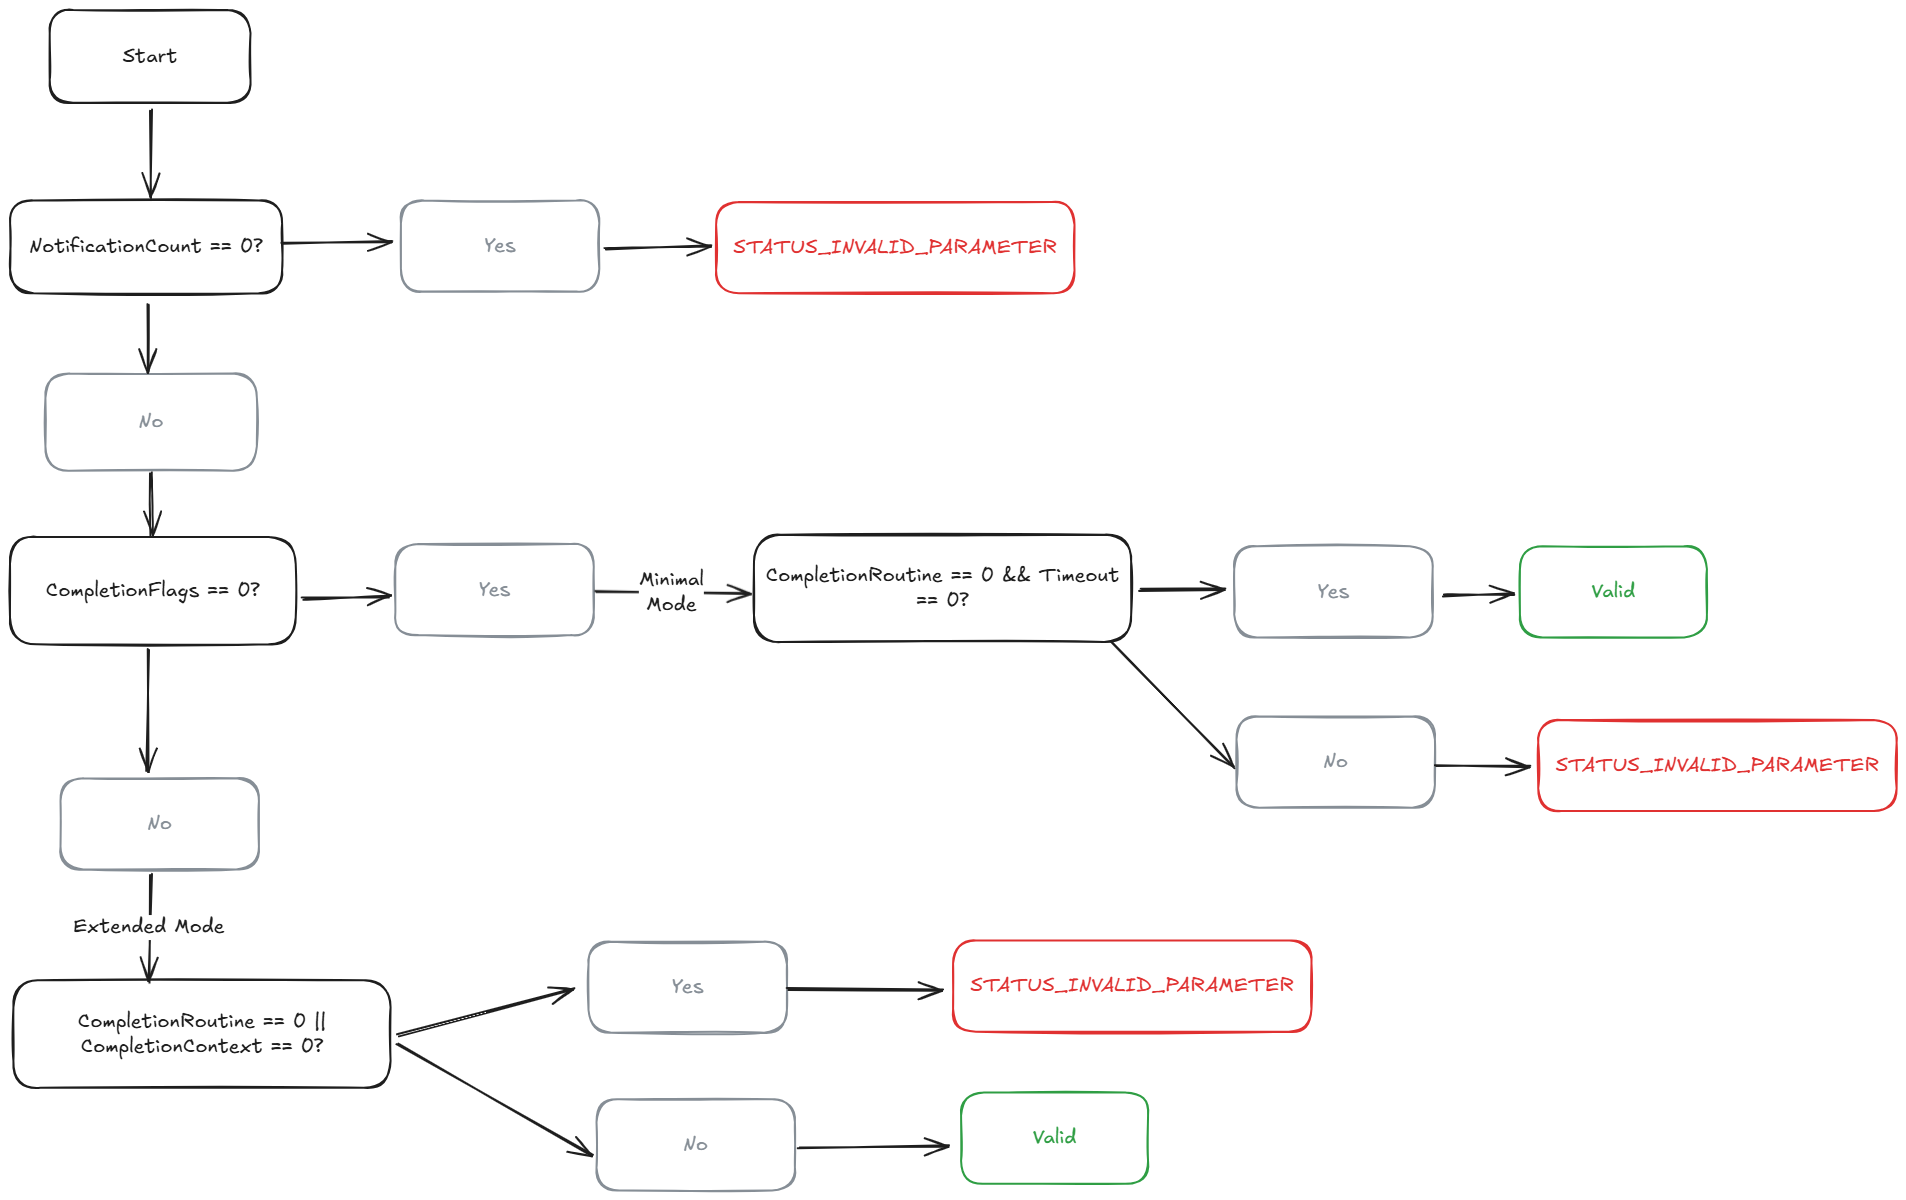 Start
NotificationCount == 0?
Yes
STATUS_INVALID_PARAMETER
No
CompletionFlags == 0?
Yes
Minimal
Mode
CompletionRoutine == 0 && Timeout
== 0?
Yes
Valid
No
STATUS_INVALID_PARAMETER
No
Extended Mode
CompletionRoutine == 0 ||
CompletionContext == 0?
Yes
STATUS_INVALID_PARAMETER
No
Valid